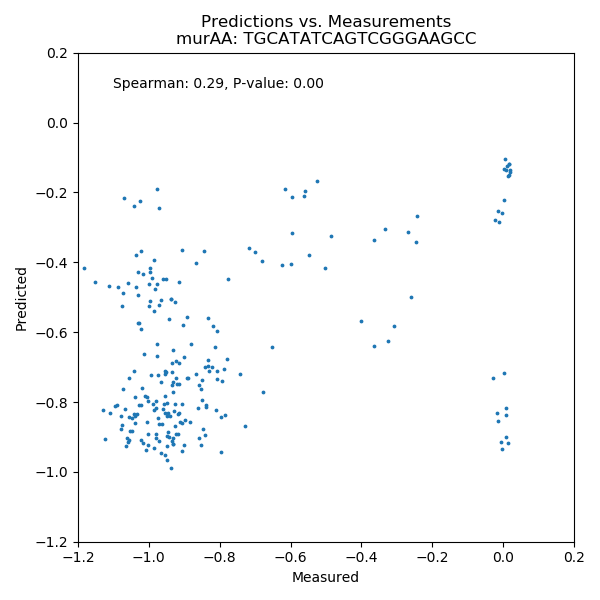 Predictions vs. Measurements
murAA: TGCATATCAGTCGGGAAGCC
Spearman: 0.29, P-value: 0.00
0.2
0.0
−0.2
−0.4
−0.6
−0.8
−1.0
−1.2
Predicted
−1.2 −1.0 −0.8 −0.6 −0.4 −0.2 0.0 0.2
Measured